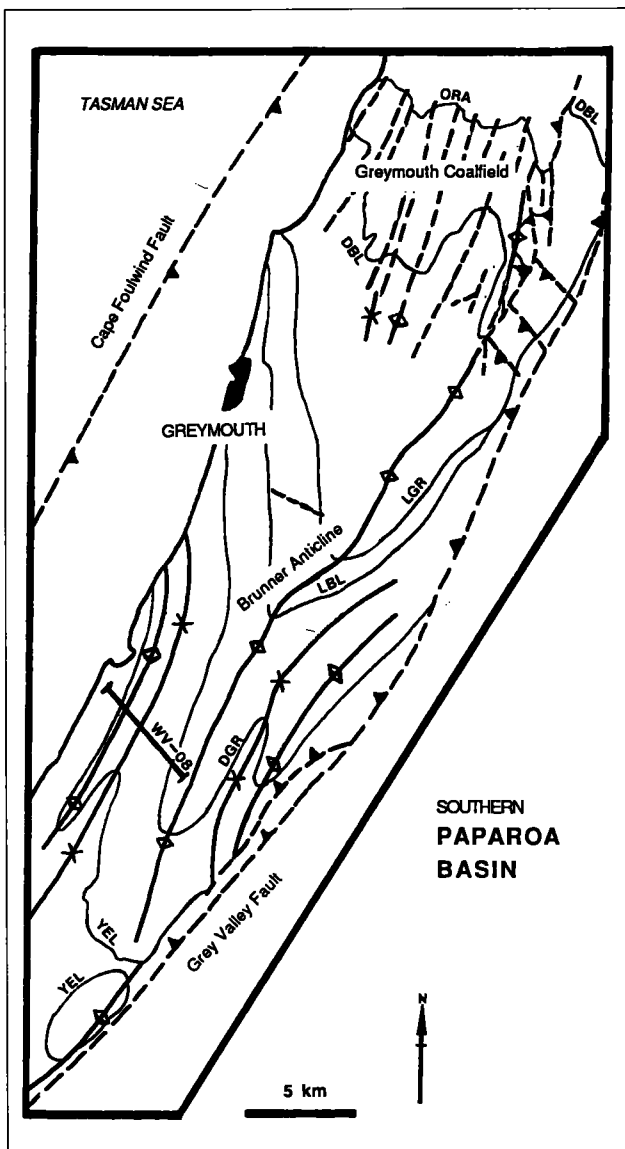 TASMAN SEA
ORA
DBL
Greymouth Coalfield
DBL
Cape Foulwind Fault
GREYMOUTH
LGR
Brunner Anticline
LBL
WV-08
DGR
SOUTHERN
PAPAROA
BASIN
YEL
Grey Valley Fault
YEL
N
5 km